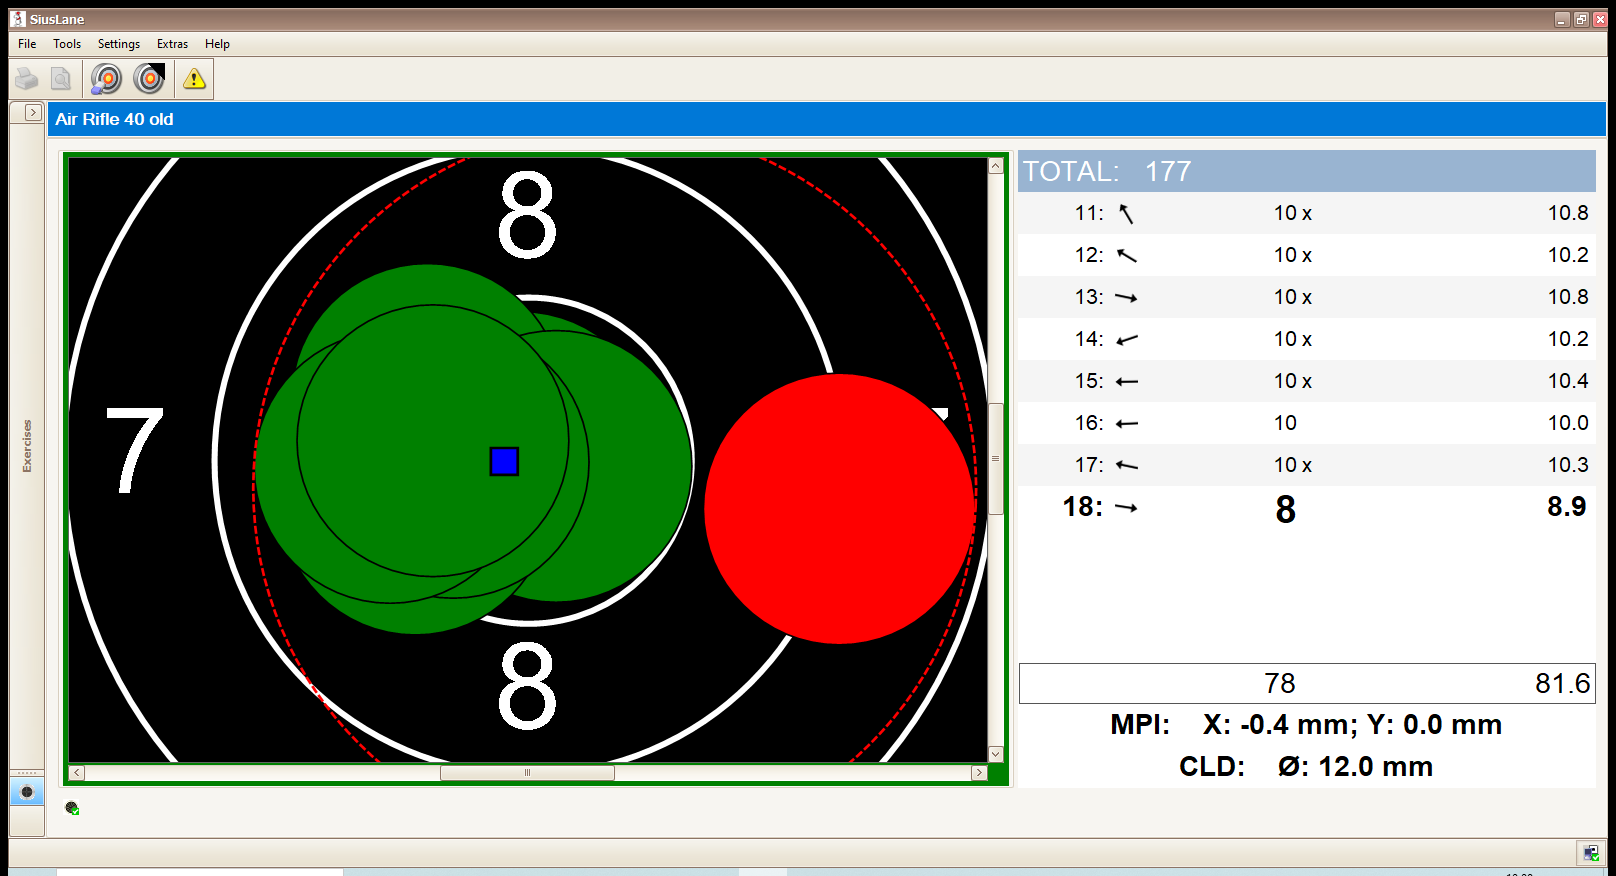 SiusLane
File Tools Settings Extras Help
Air Rifle 40 old
Exercises
8
7
8
TOTAL: 177
11: 10 x 10.8
12: 10 x 10.2
13: 10 x 10.8
14: 10 x 10.2
15: 10 x 10.4
16: 10 10.0
17: 10 x 10.3
18: 8 8.9
78 81.6
MPI: X: -0.4 mm; Y: 0.0 mm
CLD: Ø: 12.0 mm